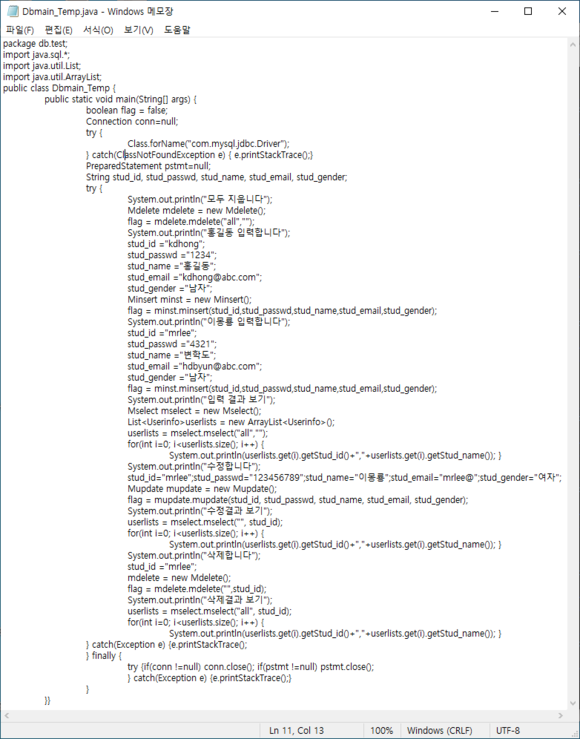 Dbmain_Temp.java - Windows 메모장
파일(F) 편집(E) 서식(O) 보기(V) 도움말
package db.test;
import java.sql.*;
import java.util.List;
import java.util.ArrayList;
public class Dbmain_Temp {
public static void main(String[] args) {
boolean flag = false;
Connection conn=null;
try {
Class.forName("com.mysql.jdbc.Driver");
} catch(ClassNotFoundException e) { e.printStackTrace();}
PreparedStatement pstmt=null;
String stud_id, stud_passwd, stud_name, stud_email, stud_gender;
try {
System.out.println("모두 지웁니다");
Mdelete mdelete = new Mdelete();
flag = mdelete.mdelete("all","");
System.out.println("홍길동 입력합니다");
stud_id ="kdhong";
stud_passwd ="1234";
stud_name ="홍길동";
stud_email ="kdhong@abc.com";
stud_gender ="남자";
Minsert minst = new Minsert();
flag = minst.minsert(stud_id,stud_passwd,stud_name,stud_email,stud_gender);
System.out.println("이몽룡 입력합니다");
stud_id ="mrlee";
stud_passwd ="4321";
stud_name ="변학도";
stud_email ="hdbyun@abc.com";
stud_gender ="남자";
flag = minst.minsert(stud_id,stud_passwd,stud_name,stud_email,stud_gender);
System.out.println("입력 결과 보기");
Mselect mselect = new Mselect();
List<Userinfo>userlists = new ArrayList<Userinfo>();
userlists = mselect.mselect("all","");
for(int i=0; i<userlists.size(); i++) {
System.out.println(userlists.get(i).getStud_id()+","+userlists.get(i).getStud_name()); }
System.out.println("수정합니다");
stud_id="mrlee";stud_passwd="123456789";stud_name="이몽룡";stud_email="mrlee@";stud_gender="여자";
Mupdate mupdate = new Mupdate();
flag = mupdate.mupdate(stud_id, stud_passwd, stud_name, stud_email, stud_gender);
System.out.println("수정결과 보기");
userlists = mselect.mselect("", stud_id);
for(int i=0; i<userlists.size(); i++) {
System.out.println(userlists.get(i).getStud_id()+","+userlists.get(i).getStud_name()); }
System.out.println("삭제합니다");
stud_id ="mrlee";
mdelete = new Mdelete();
flag = mdelete.mdelete("",stud_id);
System.out.println("삭제결과 보기");
userlists = mselect.mselect("all", stud_id);
for(int i=0; i<userlists.size(); i++) {
System.out.println(userlists.get(i).getStud_id()+","+userlists.get(i).getStud_name()); }
} catch(Exception e) {e.printStackTrace();
} finally {
try {if(conn !=null) conn.close(); if(pstmt !=null) pstmt.close();
} catch(Exception e) {e.printStackTrace();}
}
}}
Ln 11, Col 13 100% Windows (CRLF) UTF-8